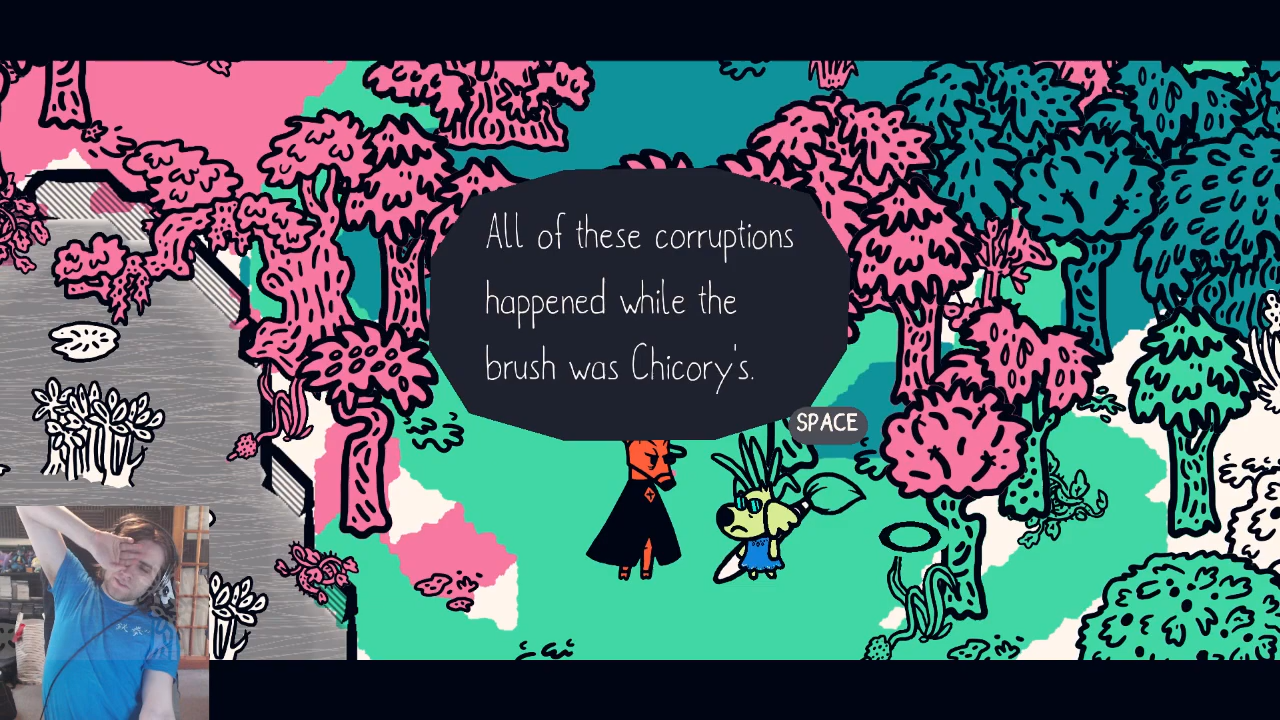 All of these corruptions
happened while the
brush was Chicory's.
SPACE